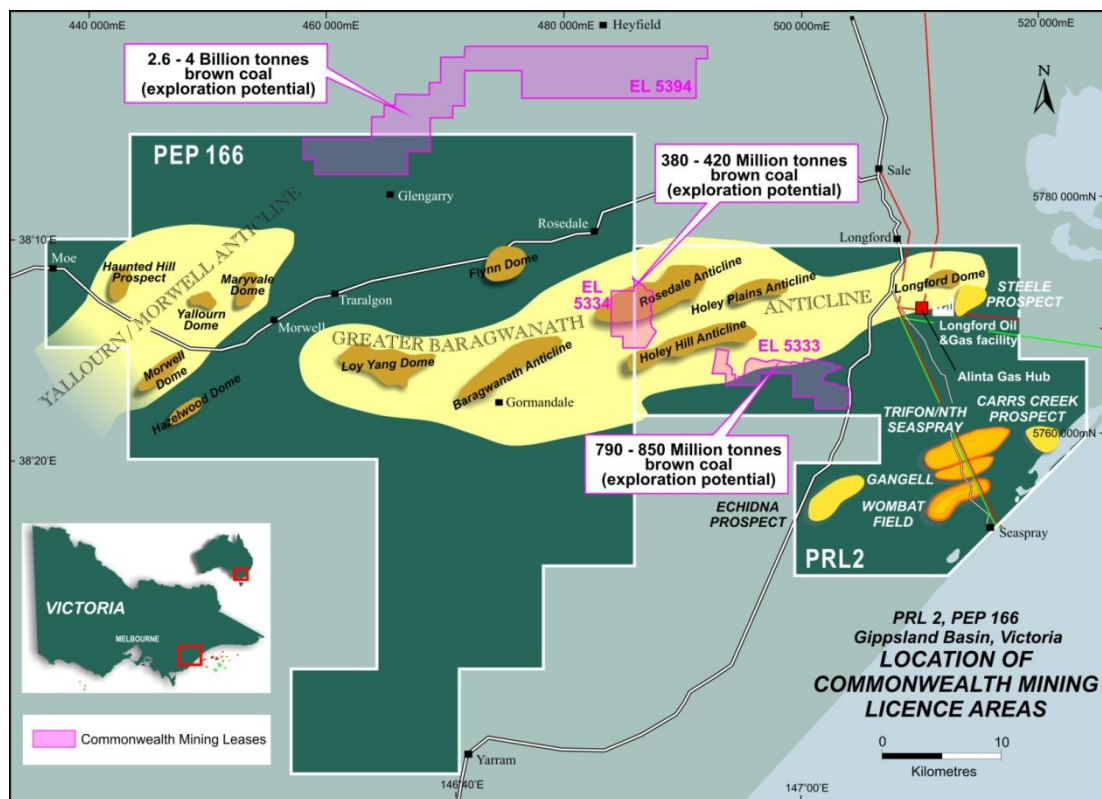 440 000mE
460 000mE
480 000mE
500 000mE
520 000mE
Heyfield
2.6 - 4 Billion tonnes
brown coal
(exploration potential)
EL 5394
N
PEP 166
380 - 420 Million tonnes
brown coal
(exploration potential)
Sale
Glengarry
5780 000mN
Rosedale
38°10'E
Longford
Moe
YALLOURN / MORWELL ANTICLINE
Haunted Hill
Prospect
Maryvale
Dome
Yallourn
Dome
Flynn Dome
EL
5334
Rosedale Anticline
Holey Plains Anticline
Longford Dome
STEELE
PROSPECT
Traralgon
Morwell
GREATER BARAGWANATH
ANTICLINE
Longford Oil
&Gas facility
Holey Hill Anticline
EL 5333
Loy Yang Dome
Baragwanath Anticline
Morwell
Dome
Hazelwood Dome
Gormandale
Alinta Gas Hub
CARRS CREEK
PROSPECT
TRIFON/NTH
SEASPRAY
5760 000mN
38°20'E
790 - 850 Million tonnes
brown coal
(exploration potential)
GANGELL
ECHIDNA
PROSPECT
WOMBAT
FIELD
Seaspray
PRL2
VICTORIA
MELBOURNE
PRL 2, PEP 166
Gippsland Basin, Victoria
LOCATION OF
COMMONWEALTH MINING
LICENCE AREAS
Commonwealth Mining Leases
0
10
Kilometres
Yarram
146°40'E
147°00'E